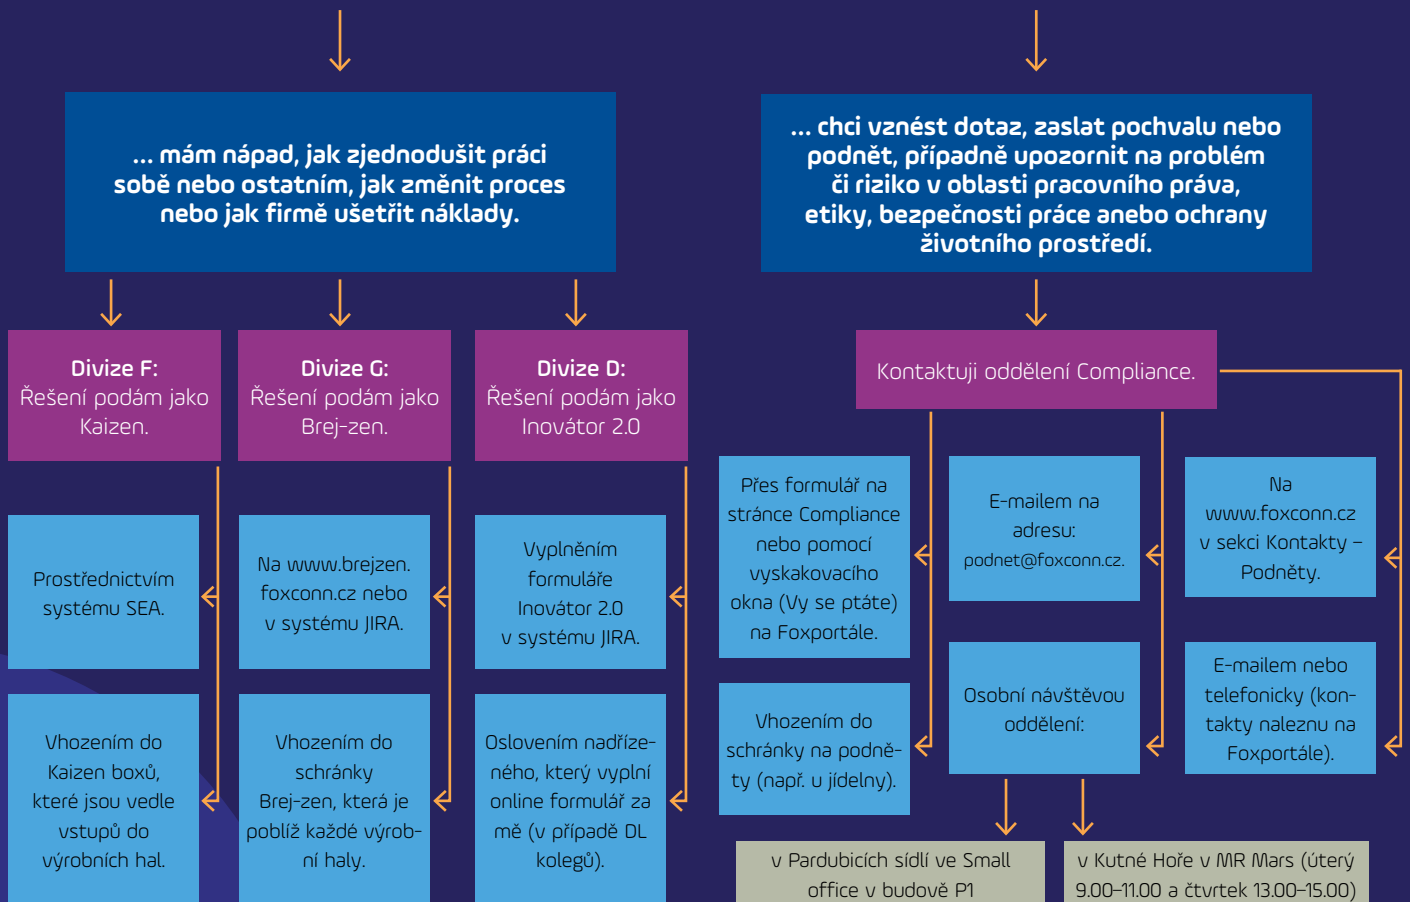 ... mám nápad, jak zjednodušit práci
sobě nebo ostatním, jak změnit proces
nebo jak firmě ušetřit náklady.
... chci vznést dotaz, zaslat pochvalu nebo
podnět, případně upozornit na problém
či riziko v oblasti pracovního práva,
etiky, bezpečnosti práce anebo ochrany
životního prostředí.
Divize F:
Řešení podám jako
Kaizen.
Divize G:
Řešení podám jako
Brej-zen.
Divize D:
Řešení podám jako
Inovátor 2.0
Kontaktuji oddělení Compliance.
Prostřednictvím
systému SEA.
Na www.brejzen.
foxconn.cz nebo
v systému JIRA.
Vyplněním
formuláře
Inovátor 2.0
v systému JIRA.
Přes formulář na
stránce Compliance
nebo pomocí
vyskakovacího
okna (Vy se ptáte)
na Foxportále.
E-mailem na
adresu:
podnet@foxconn.cz.
Na
www.foxconn.cz
v sekci Kontakty –
Podněty.
Vhozením do
Kaizen boxů,
které jsou vedle
vstupů do
výrobních hal.
Vhozením do
schránky
Brej-zen, která je
poblíž každé výrob-
ní haly.
Oslovením nadříze-
ného, který vyplní
online formulář za
mě (v případě DL
kolegů).
Vhozením do
schránky na podně-
ty (např. u jídelny).
Osobní návštěvou
oddělení:
E-mailem nebo
telefonicky (kon-
takty naleznu na
Foxportále).
v Pardubicích sídlí ve Small
office v budově P1
v Kutné Hoře v MR Mars (úterý
9.00–11.00 a čtvrtek 13.00–15.00)